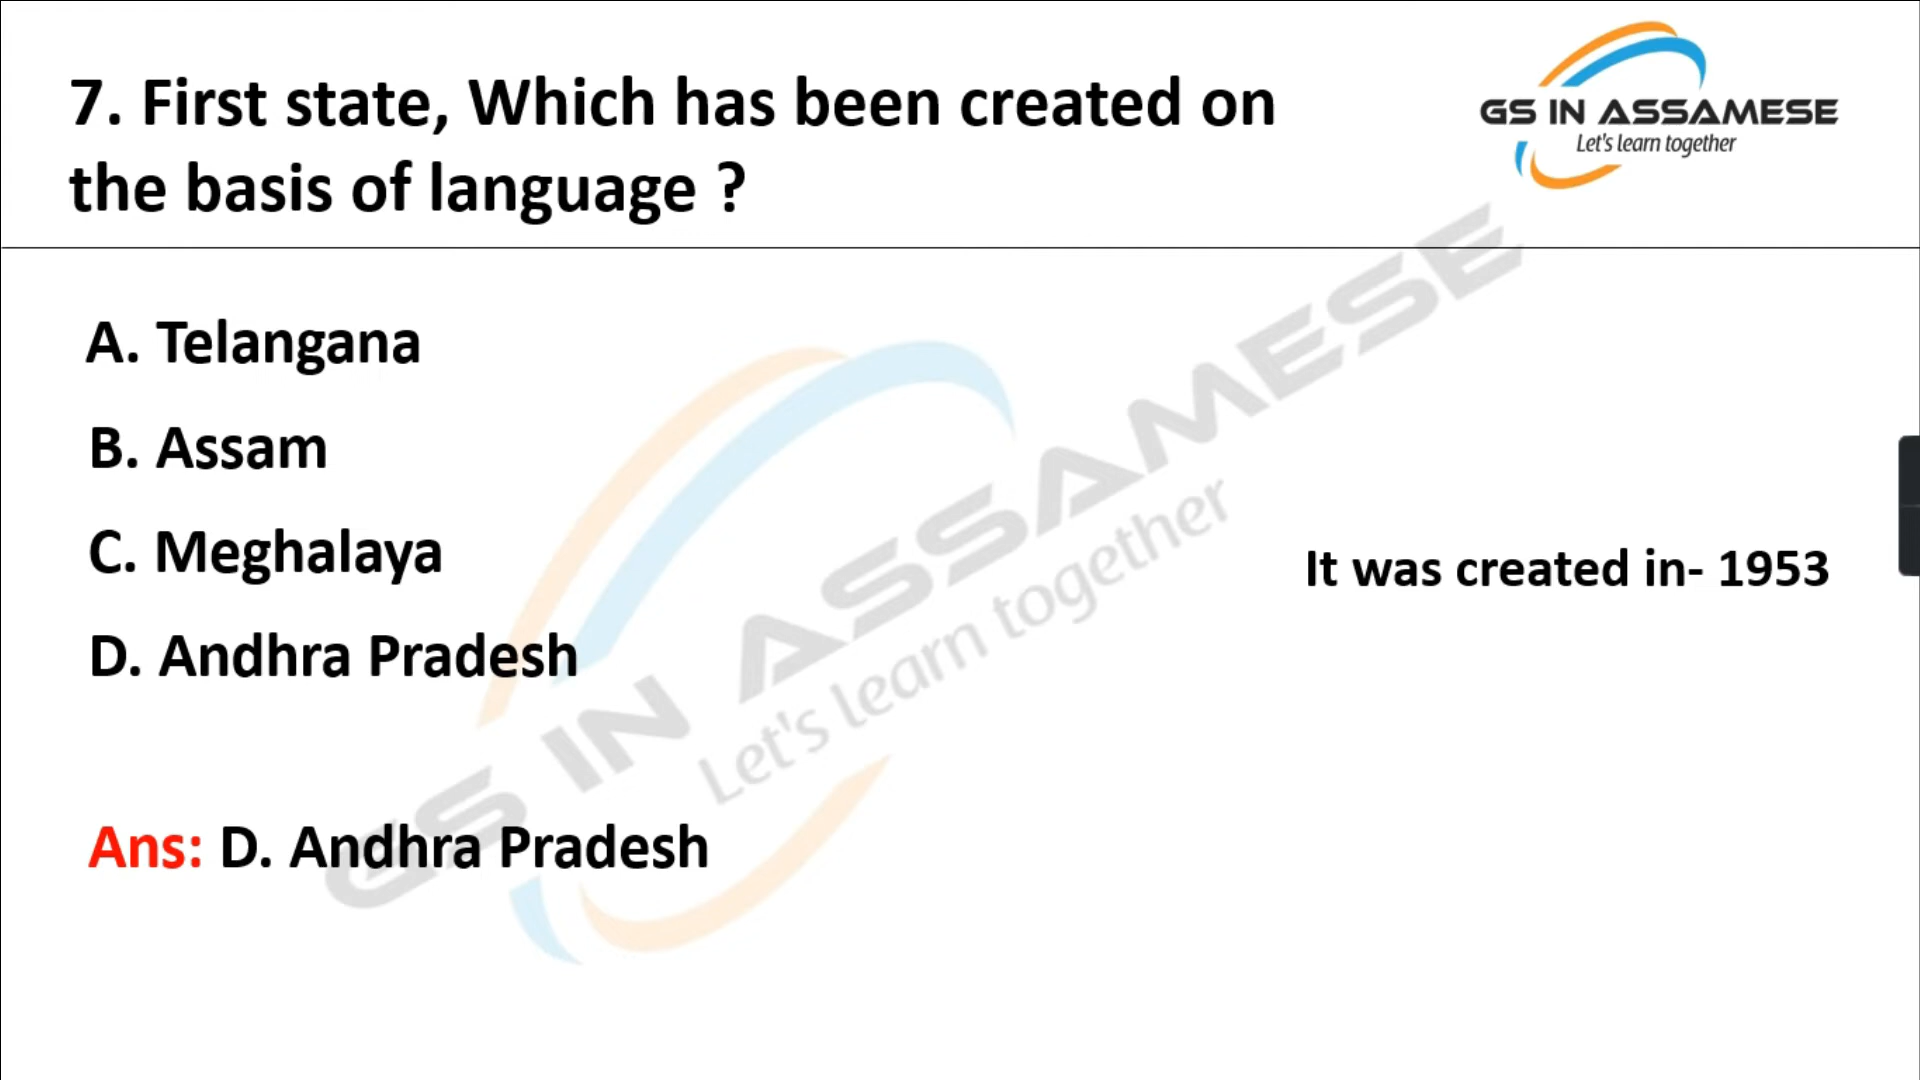 7. First state, Which has been created on
the basis of language ?
GS IN ASSAMESE
Let's learn together
A. Telangana
B. Assam
C. Meghalaya
It was created in- 1953
D. Andhra Pradesh
Ans: D. Andhra Pradesh
GS IN ASSAMESE
Let's learn together